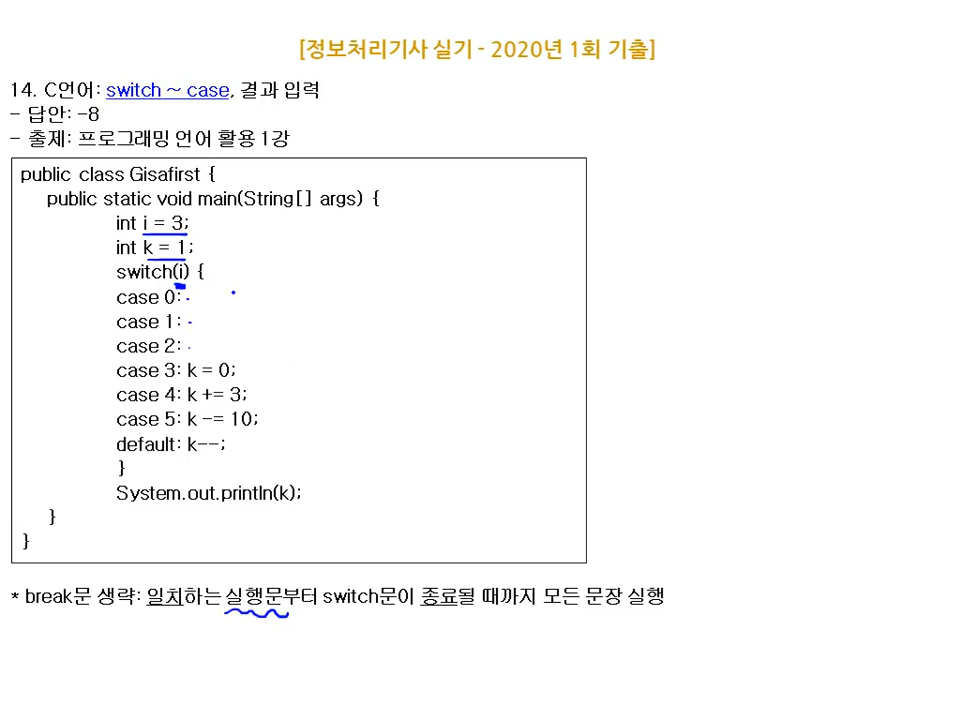 [정보처리기사 실기 - 2020년 1회 기출]
14. C언어: switch ~ case, 결과 입력
- 답안: -8
- 출제: 프로그래밍 언어 활용 1강
public class Gisafirst {
public static void main(String[] args) {
int i = 3;
int k = 1;
switch(i) {
case 0:
case 1:
case 2:
case 3: k = 0;
case 4: k += 3;
case 5: k -= 10;
default: k--;
}
System.out.println(k);
}
}
* break문 생략: 일치하는 실행문부터 switch문이 종료될 때까지 모든 문장 실행